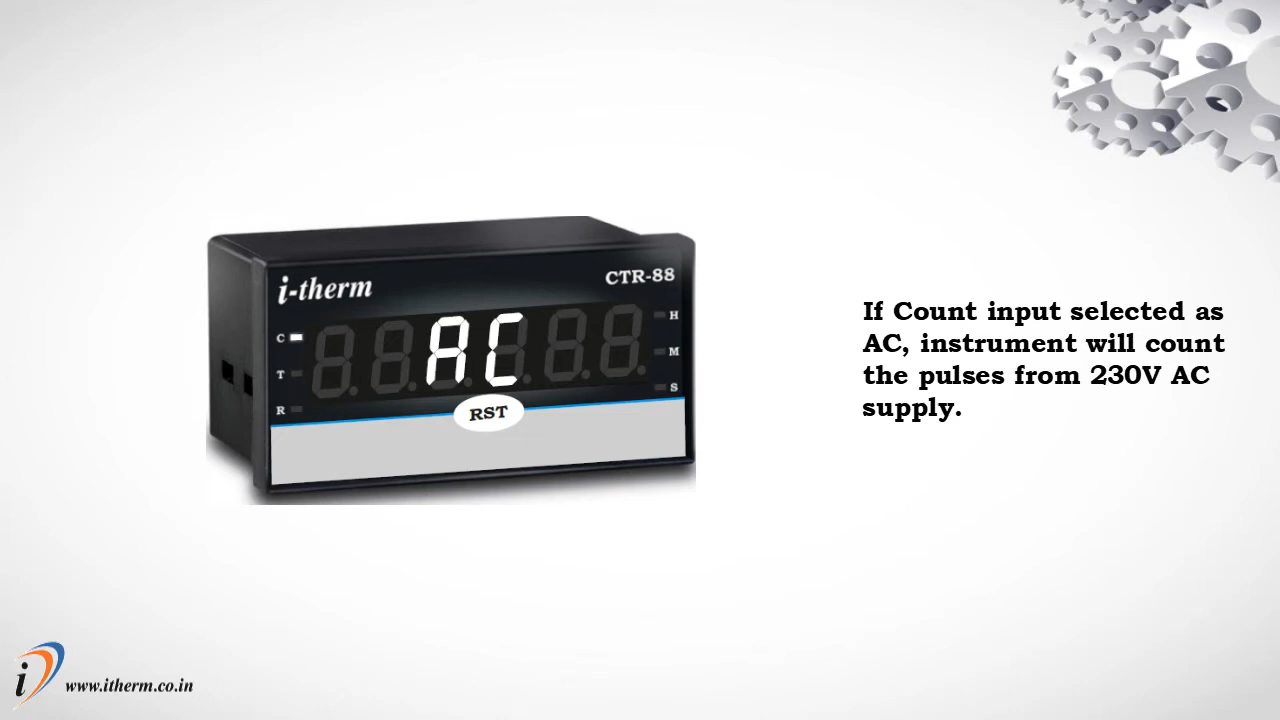 i-therm
CTR-88
C
T
R
AC
H
M
S
RST
If Count input selected as
AC, instrument will count
the pulses from 230V AC
supply.
i
www.itherm.co.in